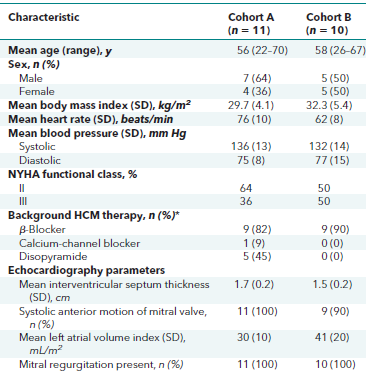 Characteristic Cohort A Cohort B
(n = 11) (n = 10)
Mean age (range), y 56 (22-70) 58 (26-67)
Sex, n (%)
Male 7 (64) 5 (50)
Female 4 (36) 5 (50)
Mean body mass index (SD), kg/m² 29.7 (4.1) 32.3 (5.4)
Mean heart rate (SD), beats/min 76 (10) 62 (8)
Mean blood pressure (SD), mm Hg
Systolic 136 (13) 132 (14)
Diastolic 75 (8) 77 (15)
NYHA functional class, %
II 64 50
III 36 50
Background HCM therapy, n (%)*
β-Blocker 9 (82) 9 (90)
Calcium-channel blocker 1 (9) 0 (0)
Disopyramide 5 (45) 0 (0)
Echocardiography parameters
Mean interventricular septum thickness 1.7 (0.2) 1.5 (0.2)
(SD), cm
Systolic anterior motion of mitral valve, 11 (100) 9 (90)
n (%)
Mean left atrial volume index (SD), 30 (10) 41 (20)
mL/m²
Mitral regurgitation present, n (%) 11 (100) 10 (100)